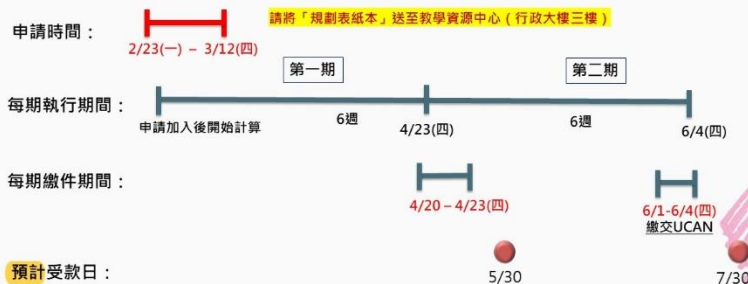 請將「規劃表紙本」送至教學資源中心（行政大樓三樓）
申請時間：
2/23(一) – 3/12(四)
第一期
第二期
每期執行期間：
申請加入後開始計算
6週
4/23(四)
6週
6/4(四)
每期繳件期間：
4/20 – 4/23(四)
6/1-6/4(四)
繳交UCAN
預計受款日：
5/30
7/30